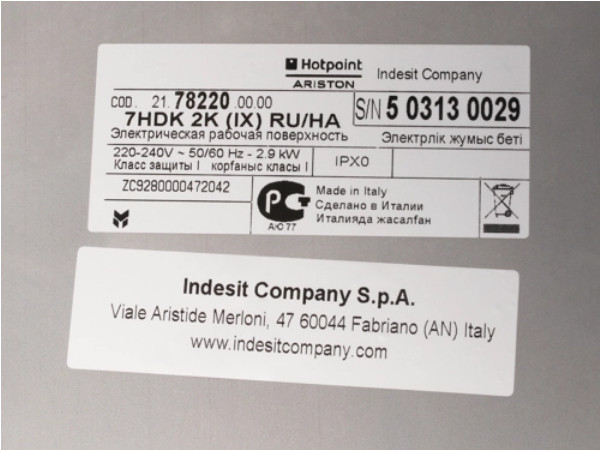 Hotpoint
ARISTON
Indesit Company
COD. 21. 78220 .00.00
S/N 5 0313 0029
7HDK 2K (IX) RU/HA
Электрическая рабочая поверхность Электрлік жумыс беті
220-240V ~ 50/60 Hz - 2.9 kW
IPX0
Класс защиты I корғаныс класы I
ZC9280000472042
Made in Italy
Сделано в Италии
Италияда жасалған
АЮ 77
Indesit Company S.p.A.
Viale Aristide Merloni, 47 60044 Fabriano (AN) Italy
www.indesitcompany.com